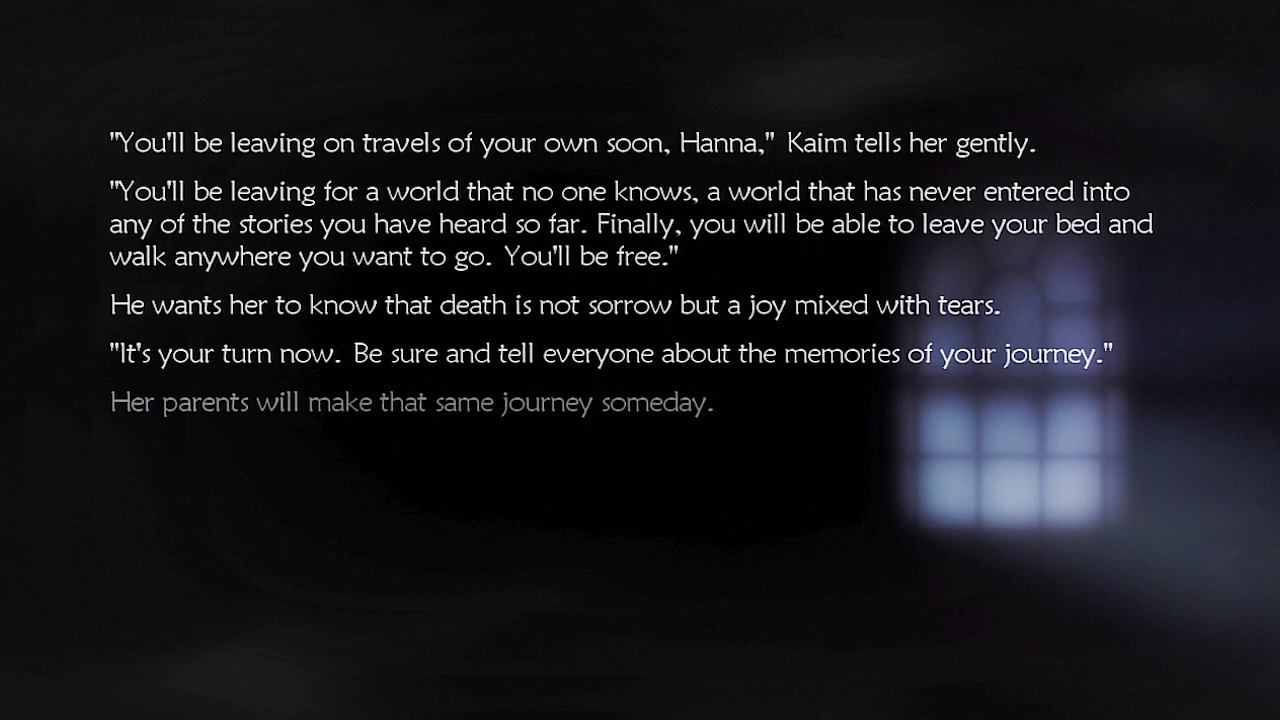 "You'll be leaving on travels of your own soon, Hanna," Kaim tells her gently.
"You'll be leaving for a world that no one knows, a world that has never entered into
any of the stories you have heard so far. Finally, you will be able to leave your bed and
walk anywhere you want to go. You'll be free."
He wants her to know that death is not sorrow but a joy mixed with tears.
"It's your turn now. Be sure and tell everyone about the memories of your journey."
Her parents will make that same journey someday.